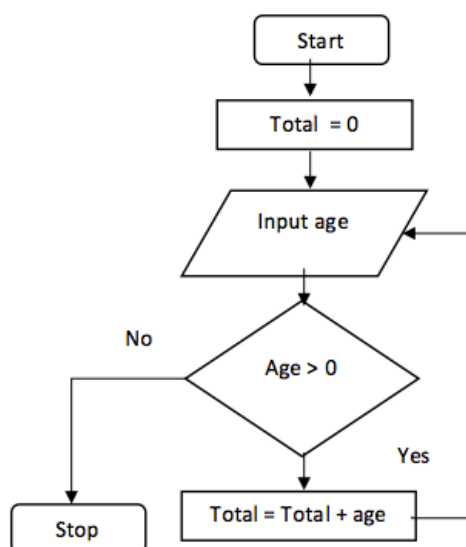 Start
Total = 0
Input age
No
Age > 0
Yes
Total = Total + age
Stop